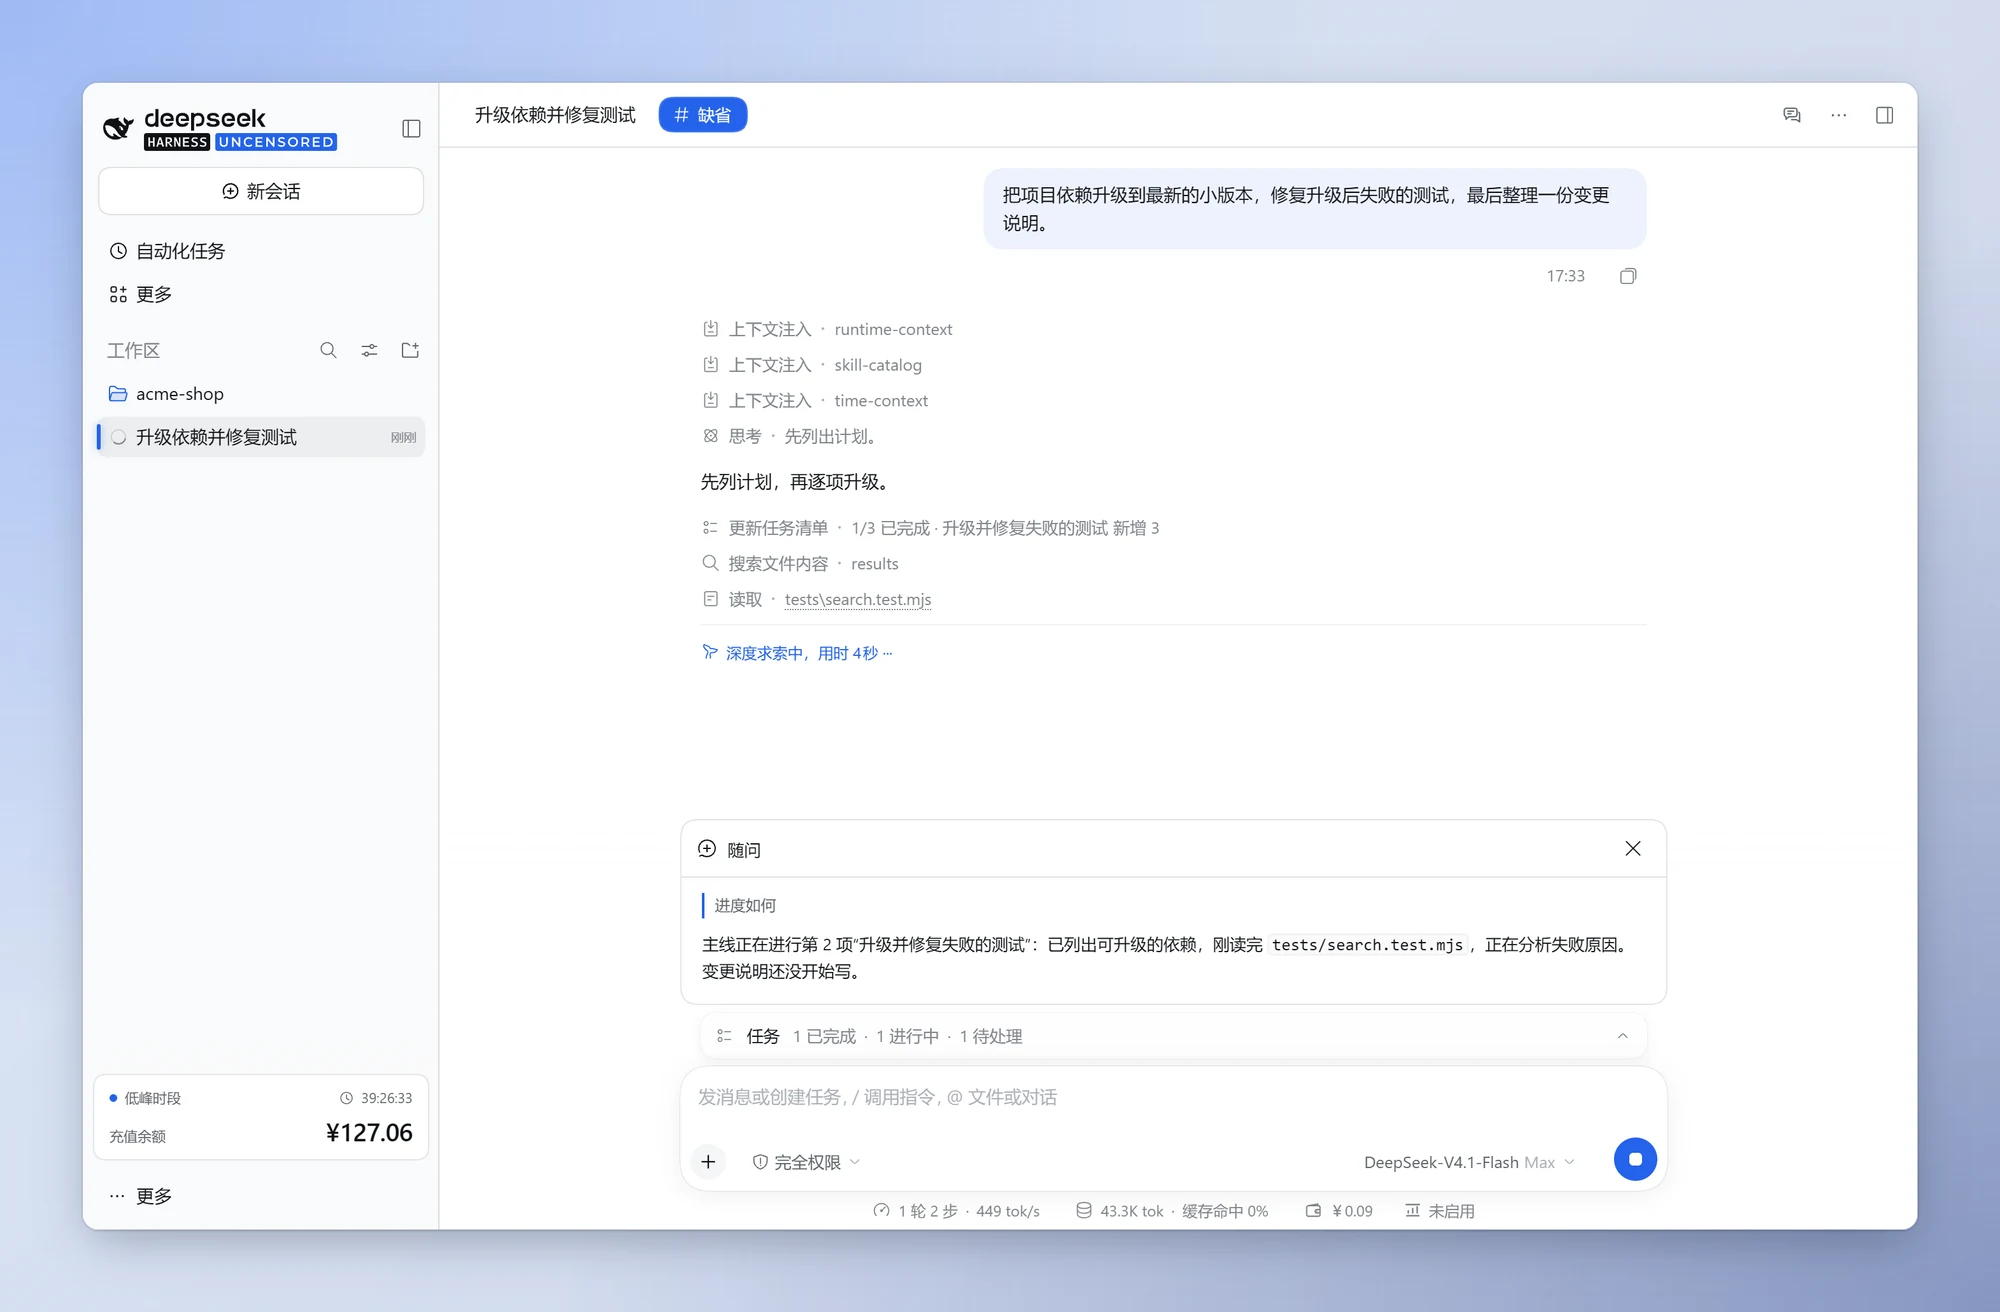 deepseek
HARNESS UNCENSORED
新会话
自动化任务
更多
工作区
acme-shop
升级依赖并修复测试 刚刚
低峰时段 39:26:33
充值余额 ¥127.06
更多
升级依赖并修复测试 # 缺省
把项目依赖升级到最新的小版本，修复升级后失败的测试，最后整理一份变更
说明。
17:33
上下文注入 · runtime-context
上下文注入 · skill-catalog
上下文注入 · time-context
思考 · 先列出计划。
先列计划，再逐项升级。
更新任务清单 · 1/3 已完成 · 升级并修复失败的测试 新增 3
搜索文件内容 · results
读取 · tests\search.test.mjs
深度求索中，用时 4秒 ···
随问
进度如何
主线正在进行第 2 项“升级并修复失败的测试”：已列出可升级的依赖，刚读完 tests/search.test.mjs，正在分析失败原因。
变更说明还没开始写。
任务 1 已完成 · 1 进行中 · 1 待处理
发消息或创建任务, / 调用指令, @ 文件或对话
完全权限 DeepSeek-V4.1-Flash Max
1 轮 2 步 · 449 tok/s 43.3K tok · 缓存命中 0% ¥0.09 未启用